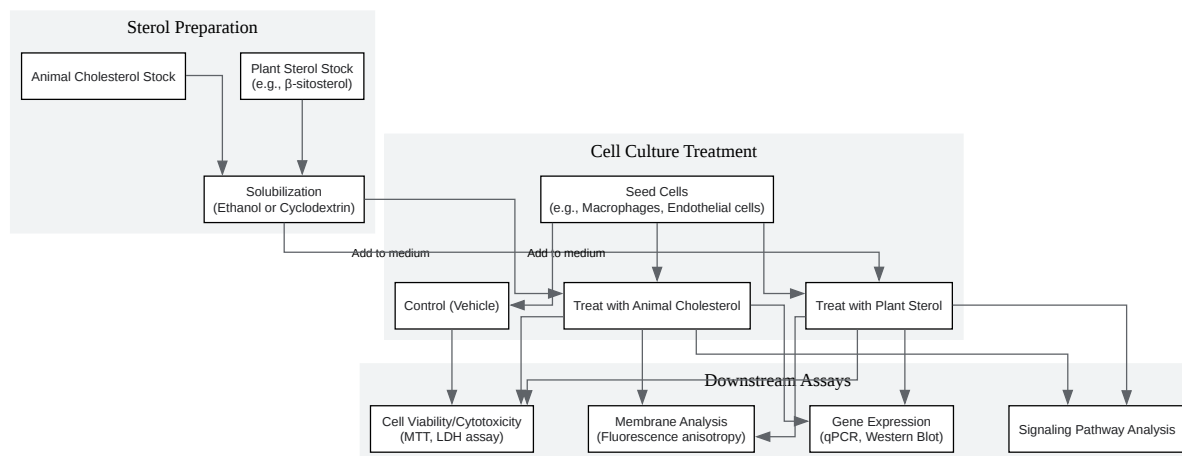 Sterol Preparation
Animal Cholesterol Stock
Plant Sterol Stock
(e.g., β-sitosterol)
Solubilization
(Ethanol or Cyclodextrin)
Cell Culture Treatment
Seed Cells
(e.g., Macrophages, Endothelial cells)
Add to medium
Add to medium
Control (Vehicle)
Treat with Animal Cholesterol
Treat with Plant Sterol
Downstream Assays
Cell Viability/Cytotoxicity
(MTT, LDH assay)
Membrane Analysis
(Fluorescence anisotropy)
Gene Expression
(qPCR, Western Blot)
Signaling Pathway Analysis